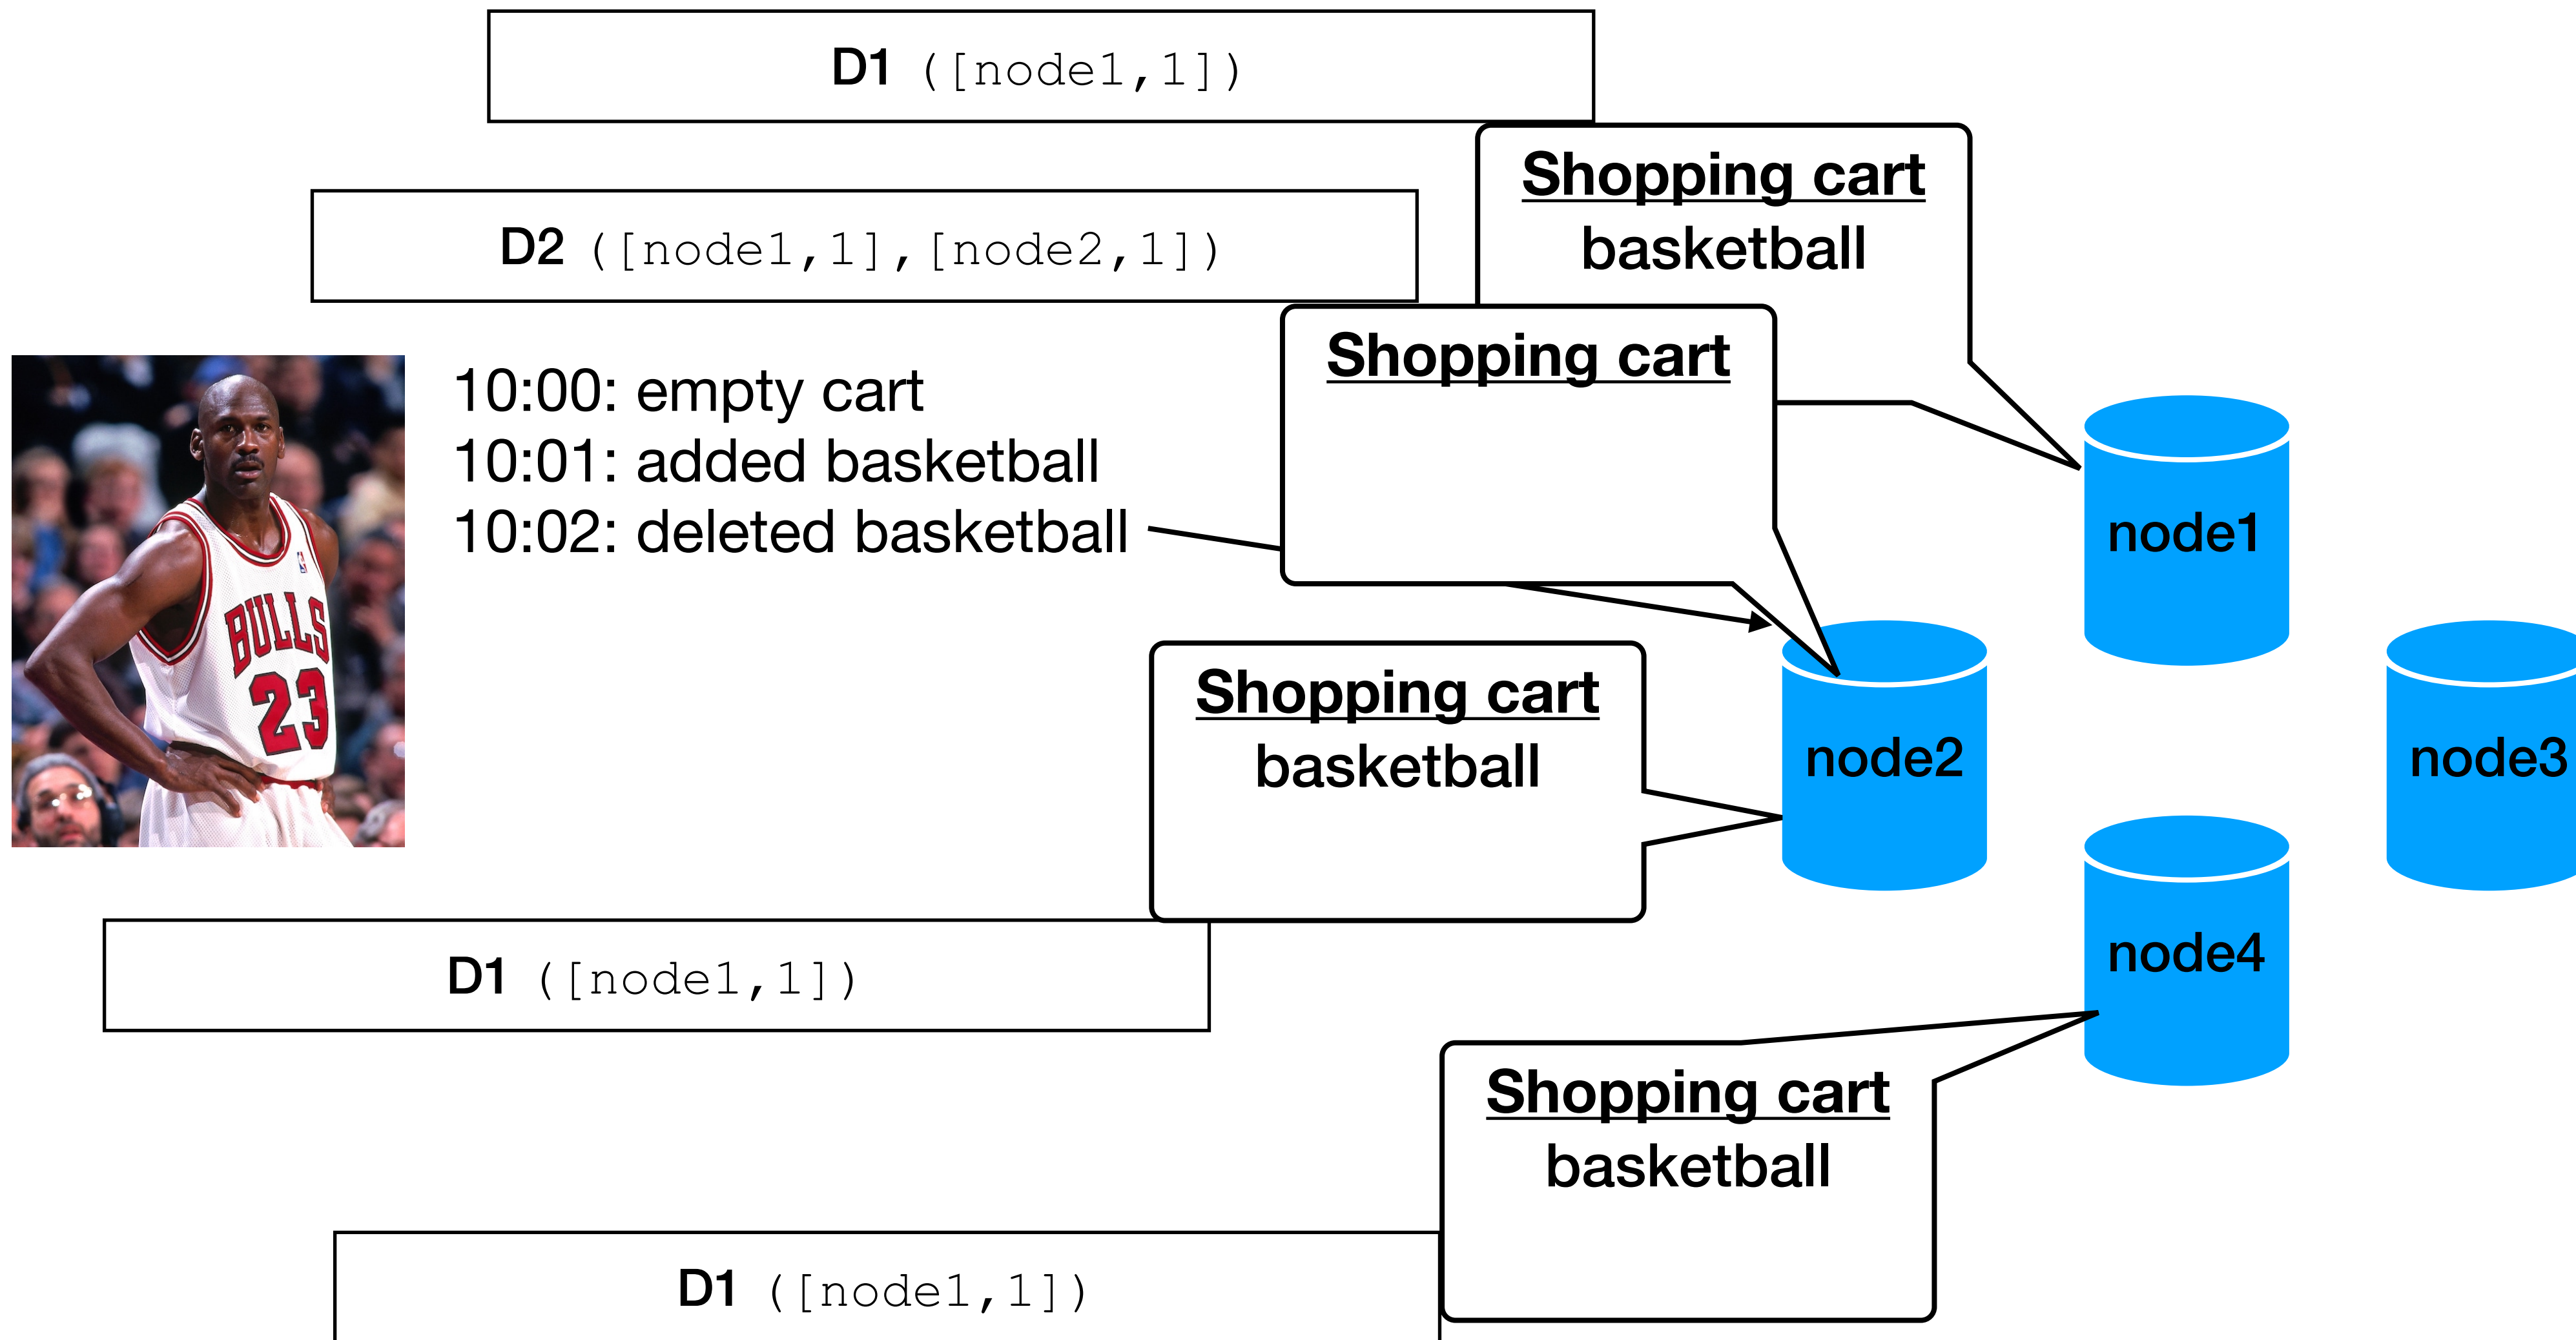 D1 ([node1,1])
Shopping cart
basketball
D2 ([node1,1],[node2,1])
Shopping cart
10:00: empty cart
10:01: added basketball
10:02: deleted basketball
BULLS
23
node1
node2
node3
Shopping cart
basketball
D1 ([node1,1])
node4
Shopping cart
basketball
D1 ([node1,1])